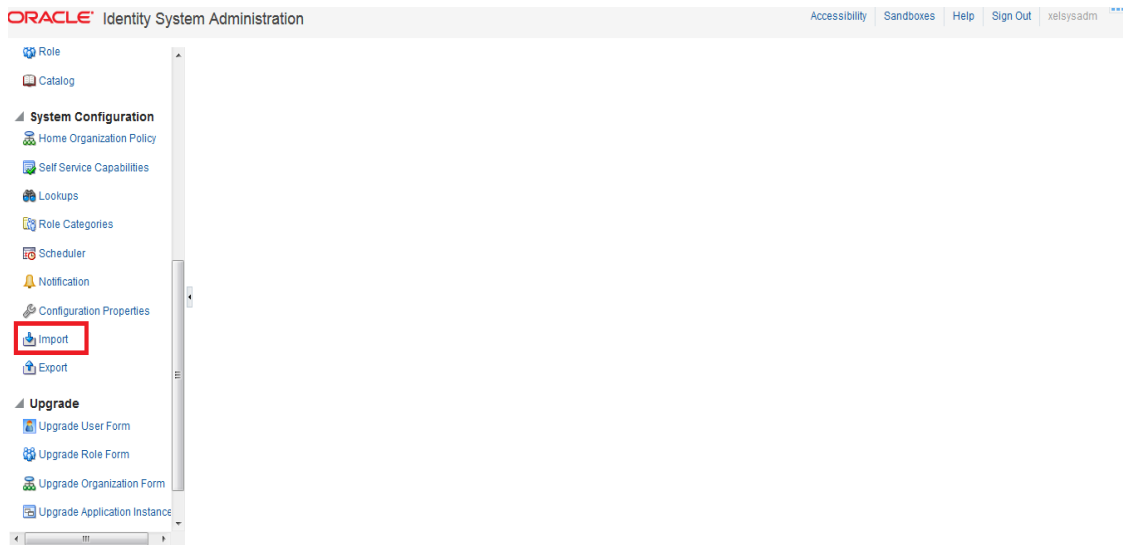 ORACLE Identity System Administration
Accessibility Sandboxes Help Sign Out xelsysadm
Role
Catalog
System Configuration
Home Organization Policy
Self Service Capabilities
Lookups
Role Categories
Scheduler
Notification
Configuration Properties
Import
Export
Upgrade
Upgrade User Form
Upgrade Role Form
Upgrade Organization Form
Upgrade Application Instance